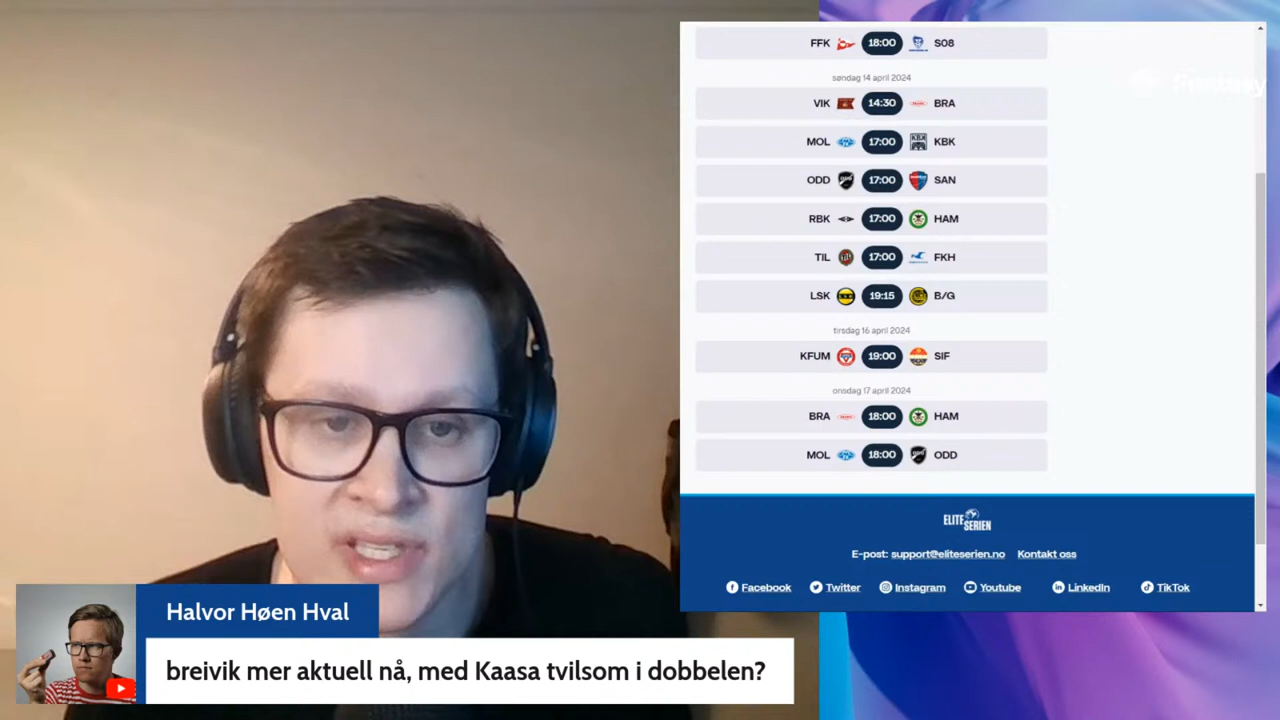 FFK 18:00 S08
søndag 14 april 2024
VIK 14:30 BRA
MOL 17:00 KBK
ODD 17:00 SAN
RBK 17:00 HAM
TIL 17:00 FKH
LSK 19:15 B/G
tirsdag 16 april 2024
KFUM 19:00 SIF
onsdag 17 april 2024
BRA 18:00 HAM
MOL 18:00 ODD
ELITE
SERIEN
E-post: support@eliteserien.no Kontakt oss
Facebook Twitter Instagram Youtube LinkedIn TikTok
Halvor Høen Hval
breivik mer aktuell nå, med Kaasa tvilsom i dobbelen?